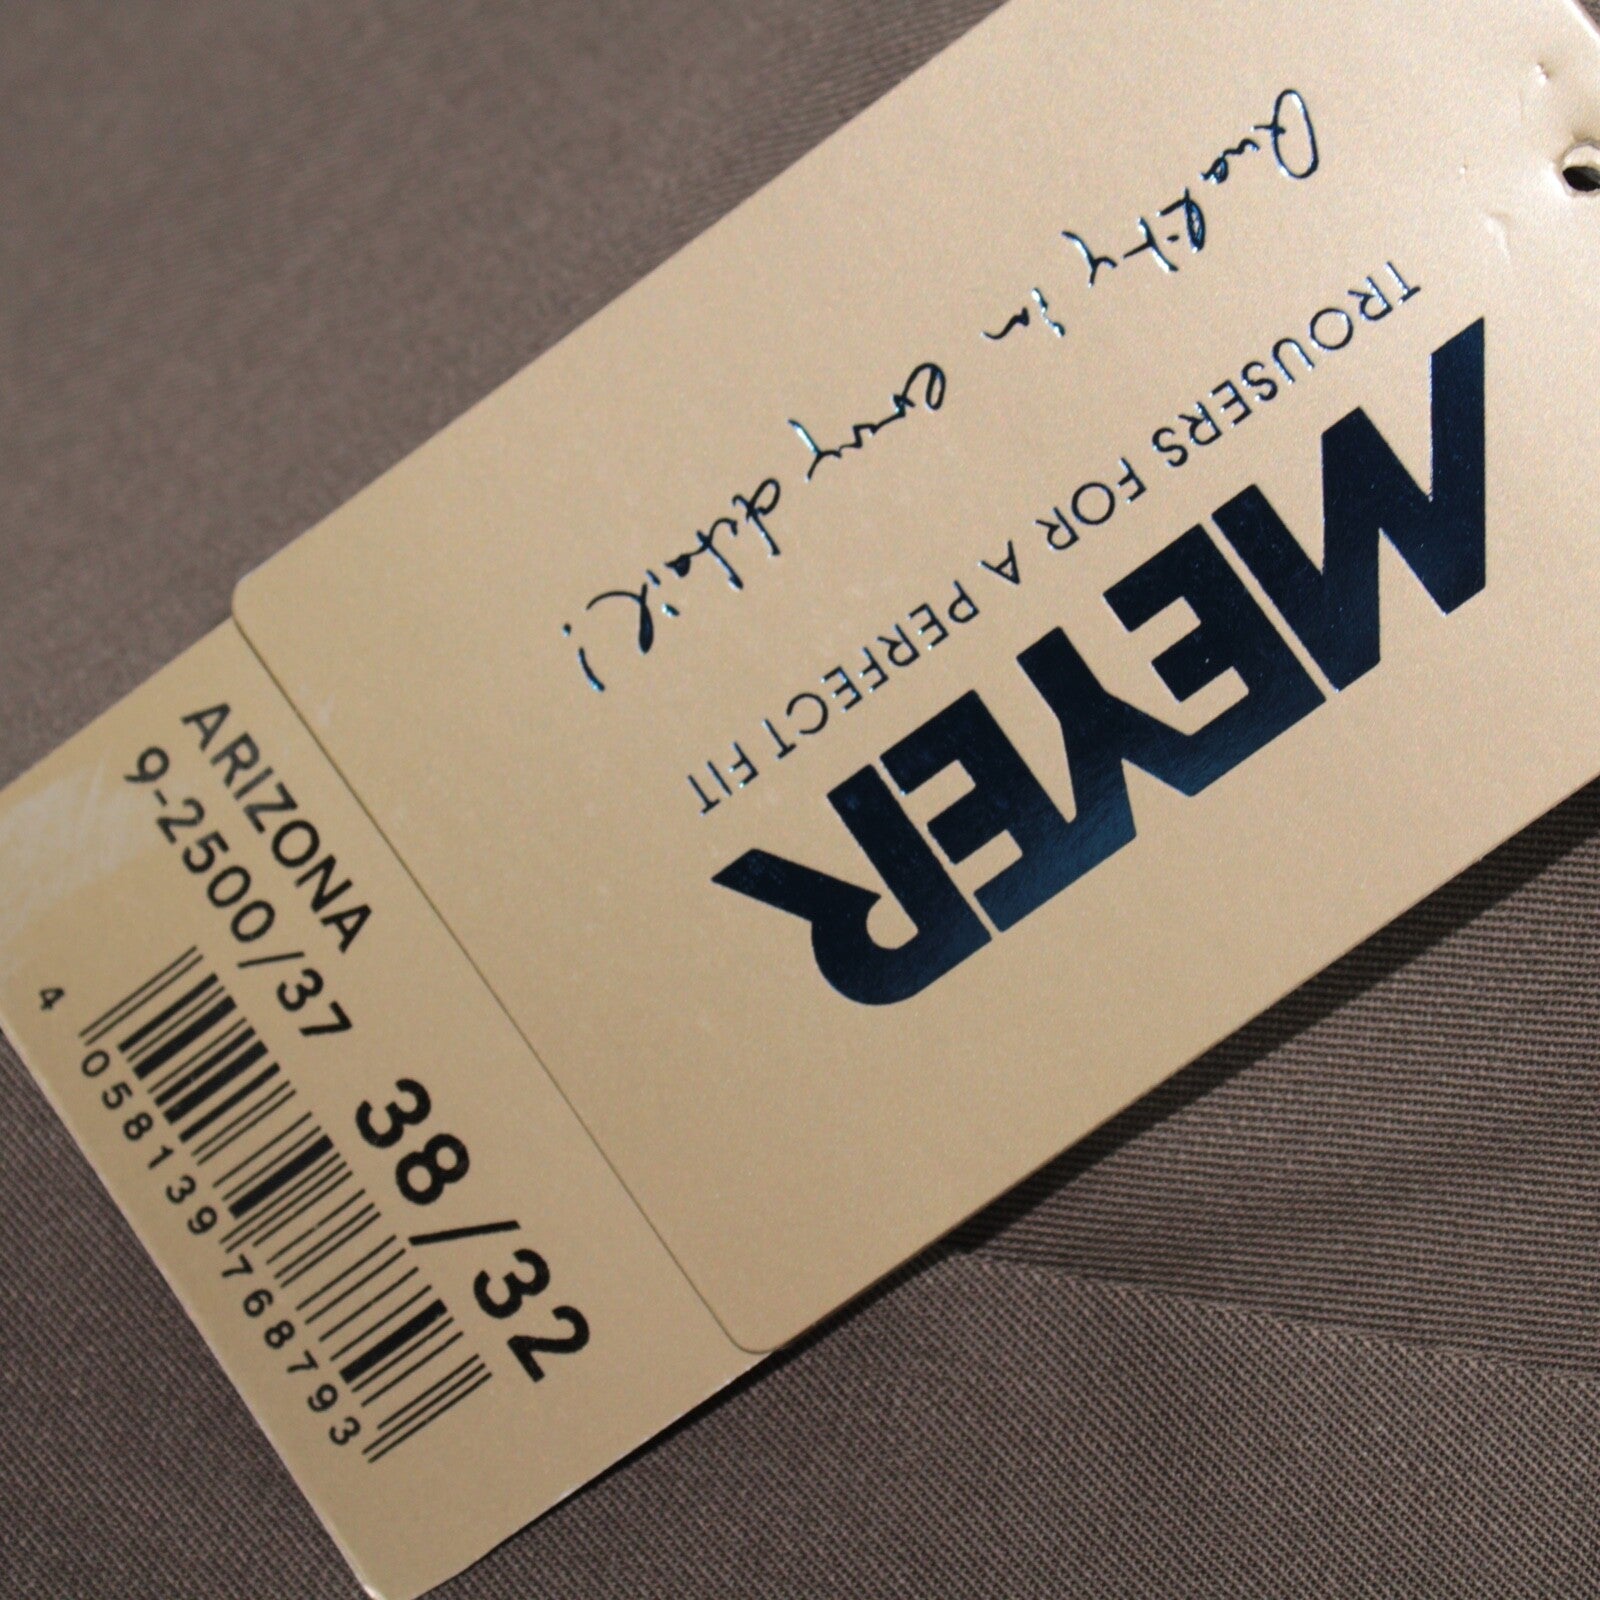 MEYER
TROUSERS FOR A PERFECT FIT
Quality in every detail!
ARIZONA
9-2500/37
38/32
4 058139 768793